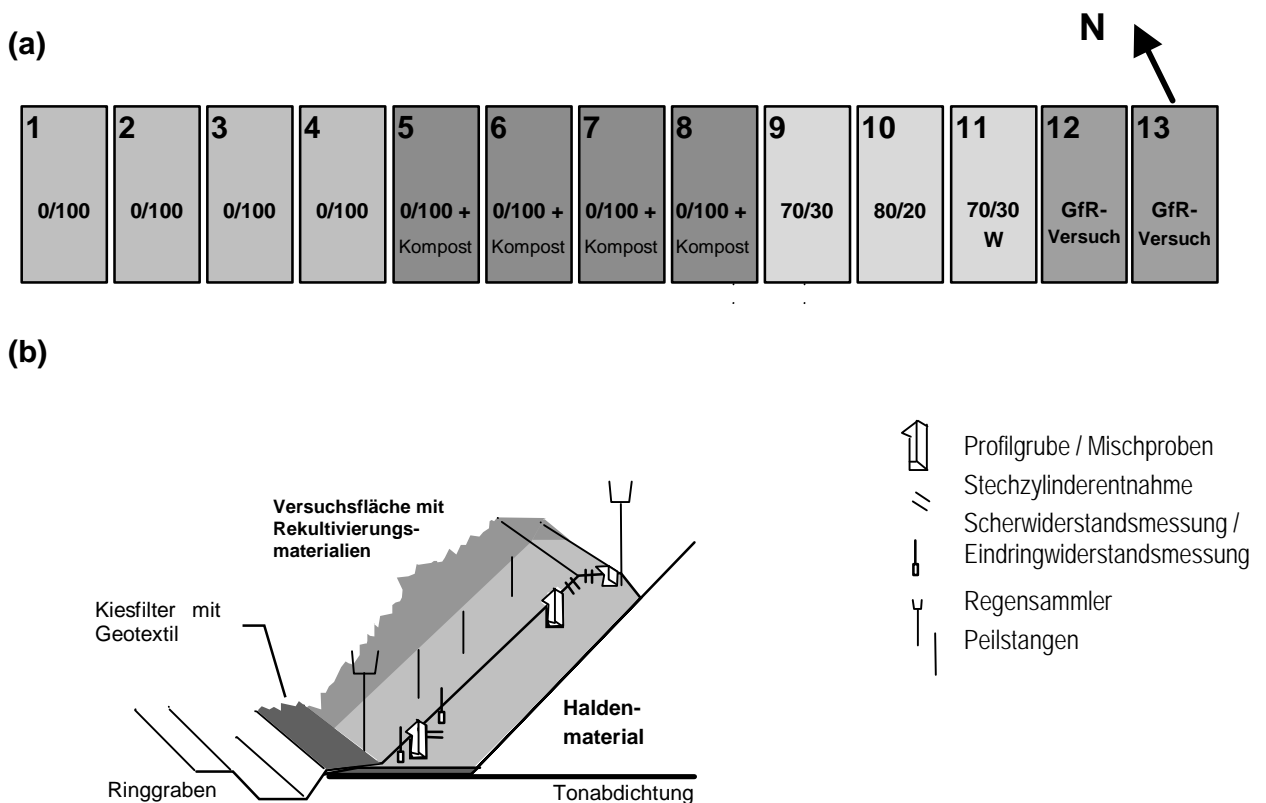 (a)
N
1 2 3 4 5 6 7 8 9 10 11 12 13
0/100 0/100 0/100 0/100 0/100 + 0/100 + 0/100 + 0/100 + 70/30 80/20 70/30 GfR-
Kompost Kompost Kompost Kompost W Versuch
GfR-
Versuch
(b)
Versuchsfläche mit
Rekultivierungs-
materialien
Kiesfilter mit
Geotextil
Halden-
material
Ringgraben
Tonabdichtung
Profilgrube / Mischproben
Stechzylinderentnahme
Scherwiderstandsmessung /
Eindringwiderstandsmessung
Regensammler
Peilstangen